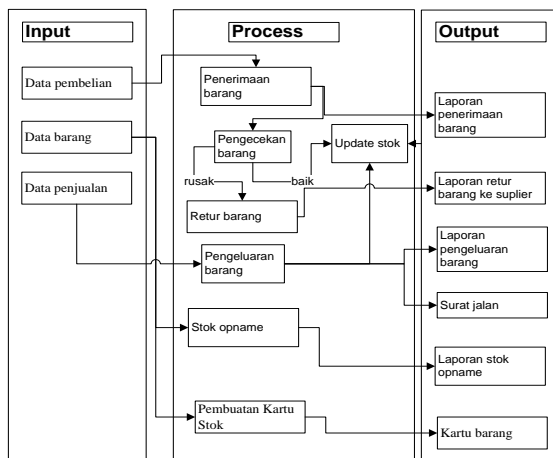 Input
Process
Output
Data pembelian
Data barang
Data penjualan
Penerimaan
barang
Pengecekan
barang
Update stok
rusak
baik
Retur barang
Pengeluaran
barang
Stok opname
Pembuatan Kartu
Stok
Laporan
penerimaan
barang
Laporan retur
barang ke suplier
Laporan
pengeluaran
barang
Surat jalan
Laporan stok
opname
Kartu barang